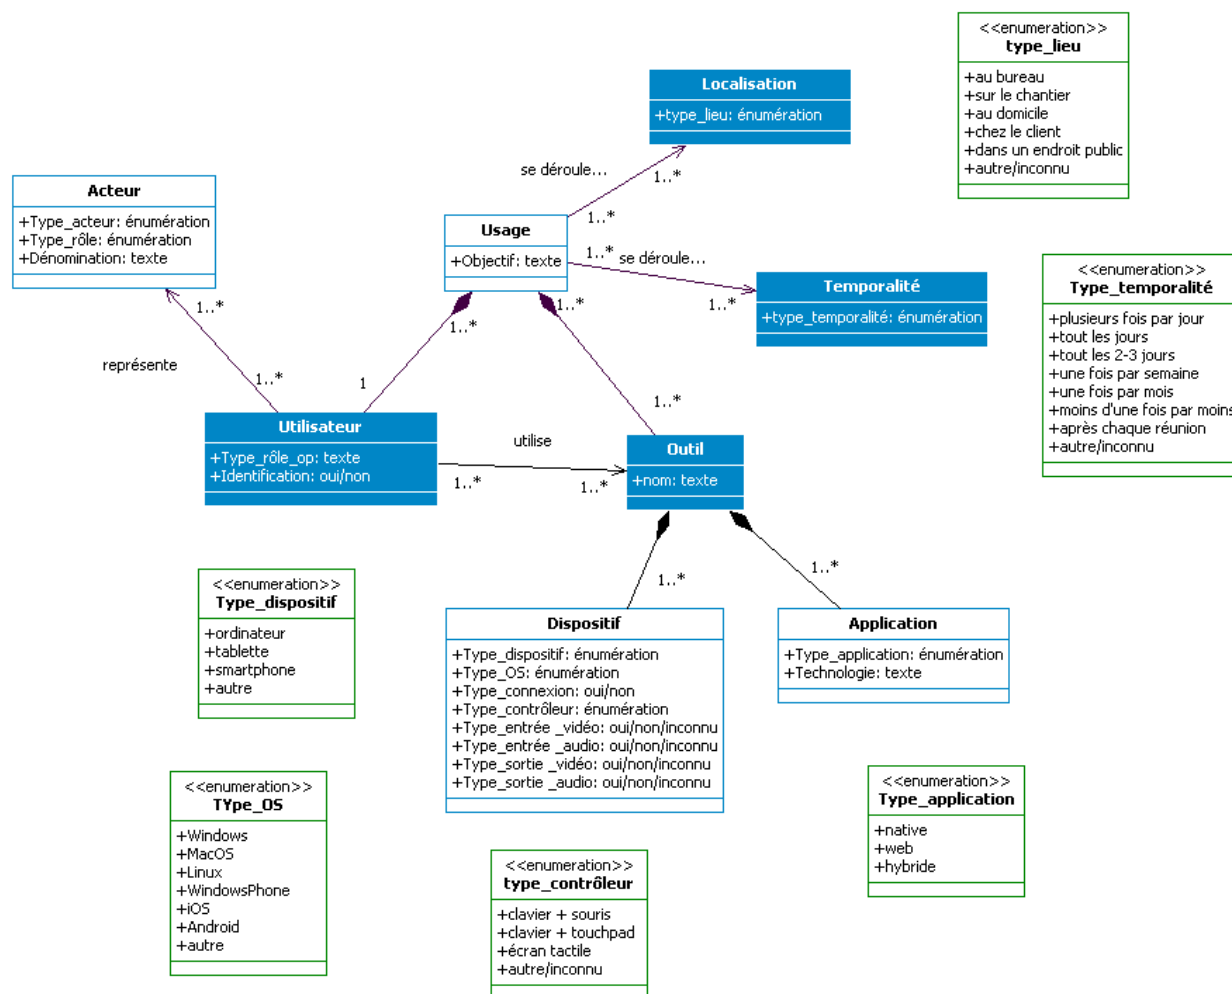 <<enumeration>>
type_lieu
+au bureau
+sur le chantier
+au domicile
+chez le client
+dans un endroit public
+autre/inconnu
Localisation
+type_lieu: énumération
se déroule...
1..*
1..*
Acteur
+Type_acteur: énumération
+Type_rôle: énumération
+Dénomination: texte
Usage
+Objectif: texte
1..*
se déroule...
1..*
Temporalité
+type_temporalité: énumération
<<enumeration>>
Type_temporalité
+plusieurs fois par jour
+tout les jours
+tout les 2-3 jours
+une fois par semaine
+une fois par mois
+moins d'une fois par moins
+après chaque réunion
+autre/inconnu
1..*
représente
1..*
1..*
1
1..*
1..*
Utilisateur
+Type_rôle_op: texte
+Identification: oui/non
utilise
1..*
1..*
Outil
+nom: texte
1..*
1..*
<<enumeration>>
Type_dispositif
+ordinateur
+tablette
+smartphone
+autre
Dispositif
+Type_dispositif: énumération
+Type_OS: énumération
+Type_connexion: oui/non
+Type_contrôleur: énumération
+Type_entrée _vidéo: oui/non/inconnu
+Type_entrée _audio: oui/non/inconnu
+Type_sortie _vidéo: oui/non/inconnu
+Type_sortie _audio: oui/non/inconnu
Application
+Type_application: énumération
+Technologie: texte
<<enumeration>>
TYpe_OS
+Windows
+MacOS
+Linux
+WindowsPhone
+iOS
+Android
+autre
<<enumeration>>
type_contrôleur
+clavier + souris
+clavier + touchpad
+écran tactile
+autre/inconnu
<<enumeration>>
Type_application
+native
+web
+hybride